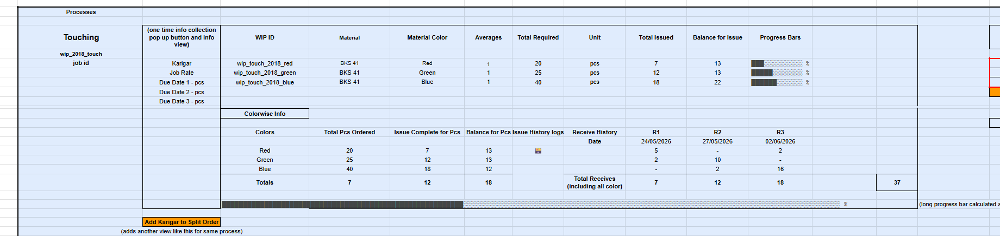 Processes
Touching
(one time info collection
pop up button and info
view)
WIP ID
Material
Material Color
Averages
Total Required
Unit
Total Issued
Balance for Issue
Progress Bars
wip_2018_touch
job id
Karigar
wip_touch_2018_red
BKS 41
Red
1
20
pcs
7
13
%
Job Rate
wip_touch_2018_green
BKS 41
Green
1
25
pcs
12
13
%
Due Date 1 - pcs
wip_touch_2018_blue
BKS 41
Blue
1
40
pcs
18
22
%
Due Date 2 - pcs
Due Date 3 - pcs
Colorwise Info
Colors
Total Pcs Ordered
Issue Complete for Pcs
Balance for Pcs
Issue History logs
Receive History
R1
R2
R3
Date
24/05/2026
27/05/2026
02/06/2026
Red
20
7
13
5
-
2
Green
25
12
13
2
10
-
Blue
40
18
12
-
2
16
Totals
7
12
18
Total Receives
(including all color)
7
12
18
37
%
(long progress bar calculated a
Add Karigar to Split Order
(adds another view like this for same process)